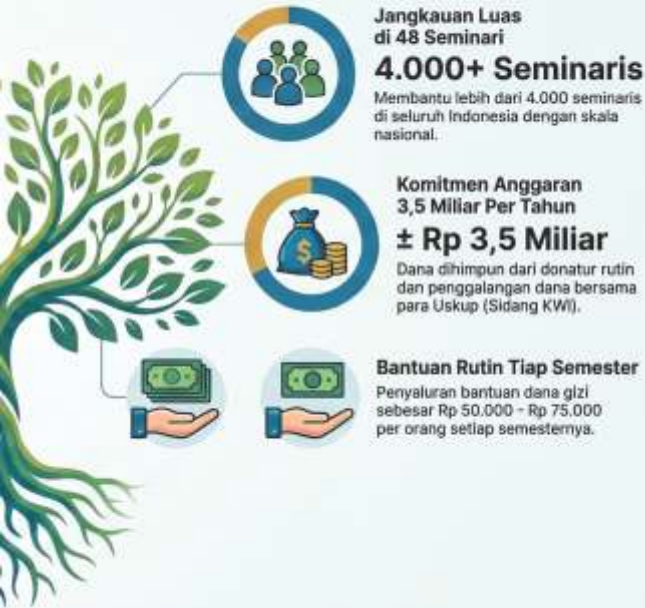 Jangkauan Luas
di 48 Seminari
4.000+ Seminaris
Membantu lebih dari 4.000 seminaris
di seluruh Indonesia dengan skala
nasional.
Komitmen Anggaran
3,5 Miliar Per Tahun
± Rp 3,5 Miliar
Dana dihimpun dari donatur rutin
dan penggalangan dana bersama
para Uskup (Sidang KWI).
Bantuan Rutin Tiap Semester
Penyaluran bantuan dana gizi
sebesar Rp 50.000 - Rp 75.000
per orang setiap semesternya.